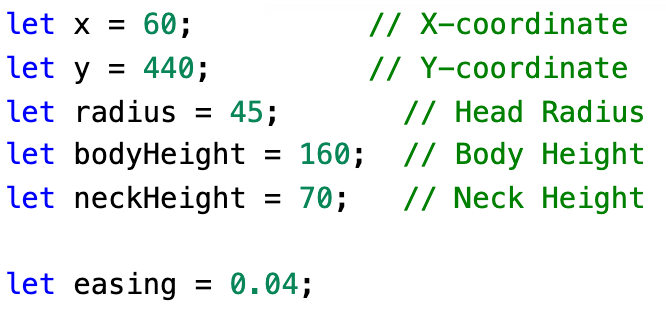 let x = 60;          // X-coordinate
let y = 440;         // Y-coordinate
let radius = 45;       // Head Radius
let bodyHeight = 160;  // Body Height
let neckHeight = 70;   // Neck Height

let easing = 0.04;